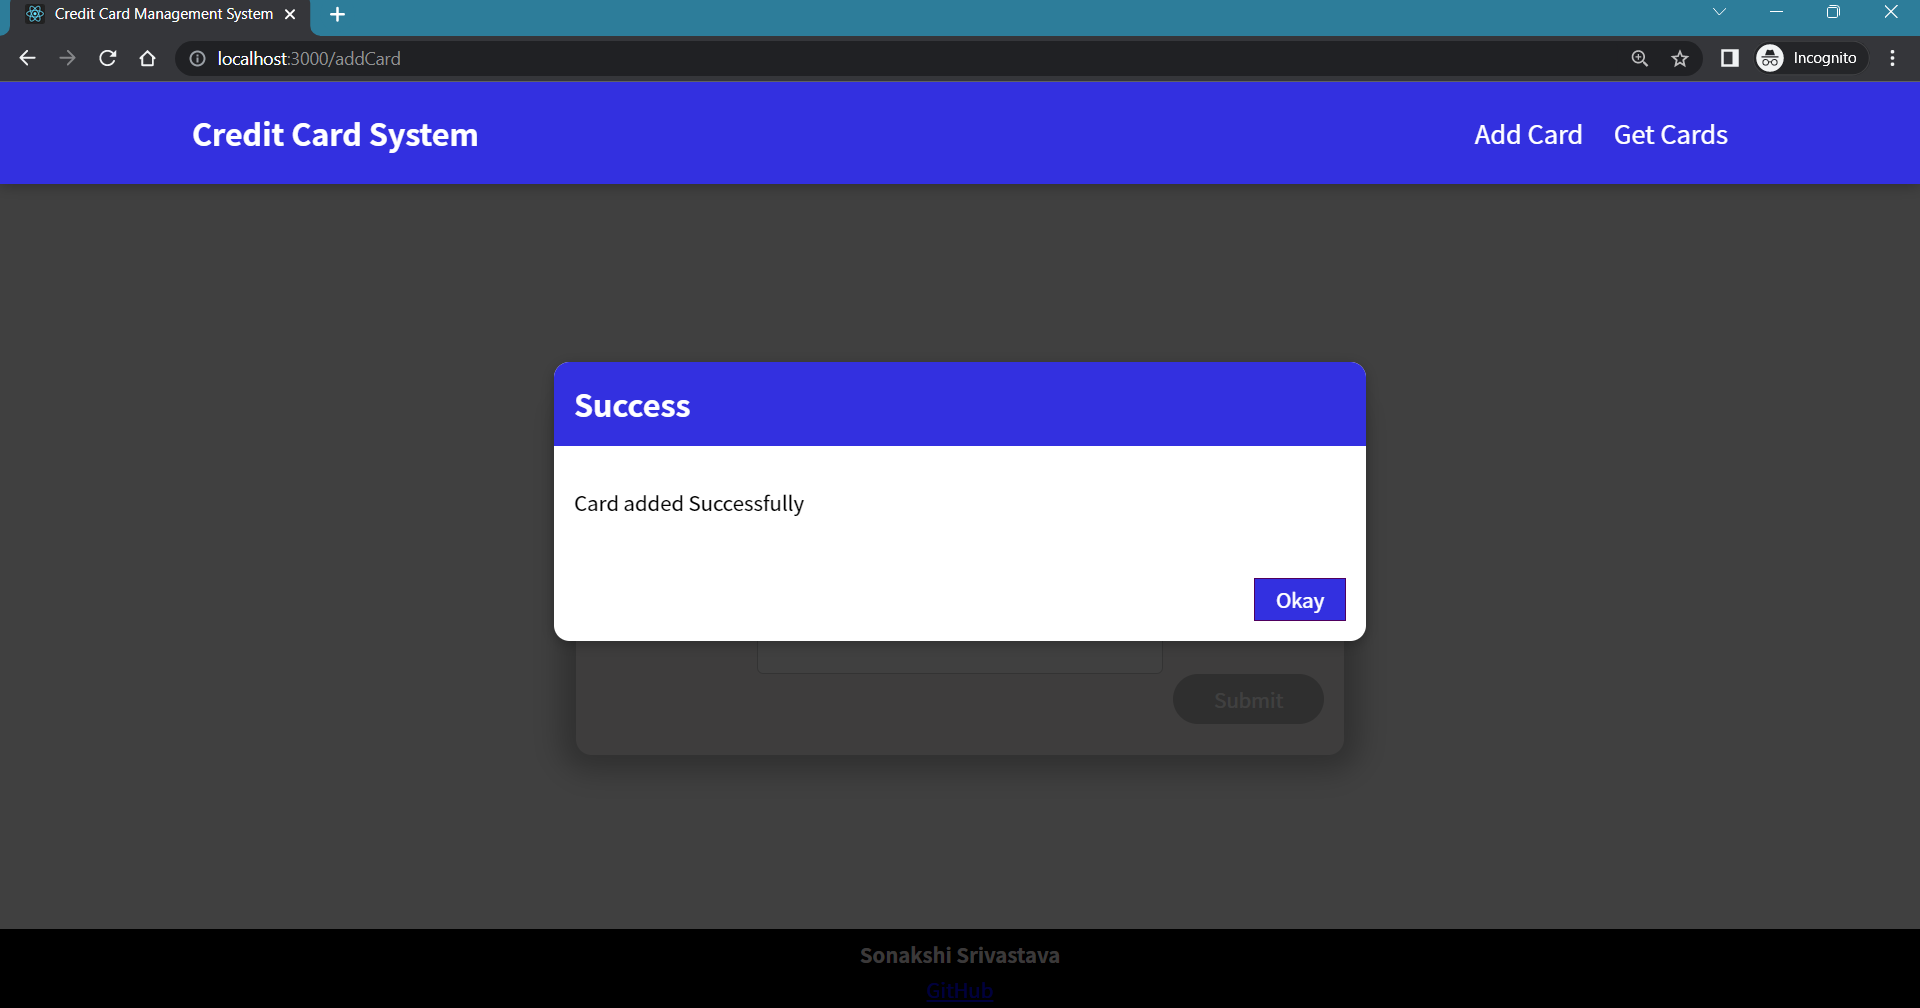 Credit Card Management System
localhost:3000/addCard
Incognito
Credit Card System
Add Card
Get Cards
Success
Card added Successfully
Okay
Submit
Sonakshi Srivastava
GitHub